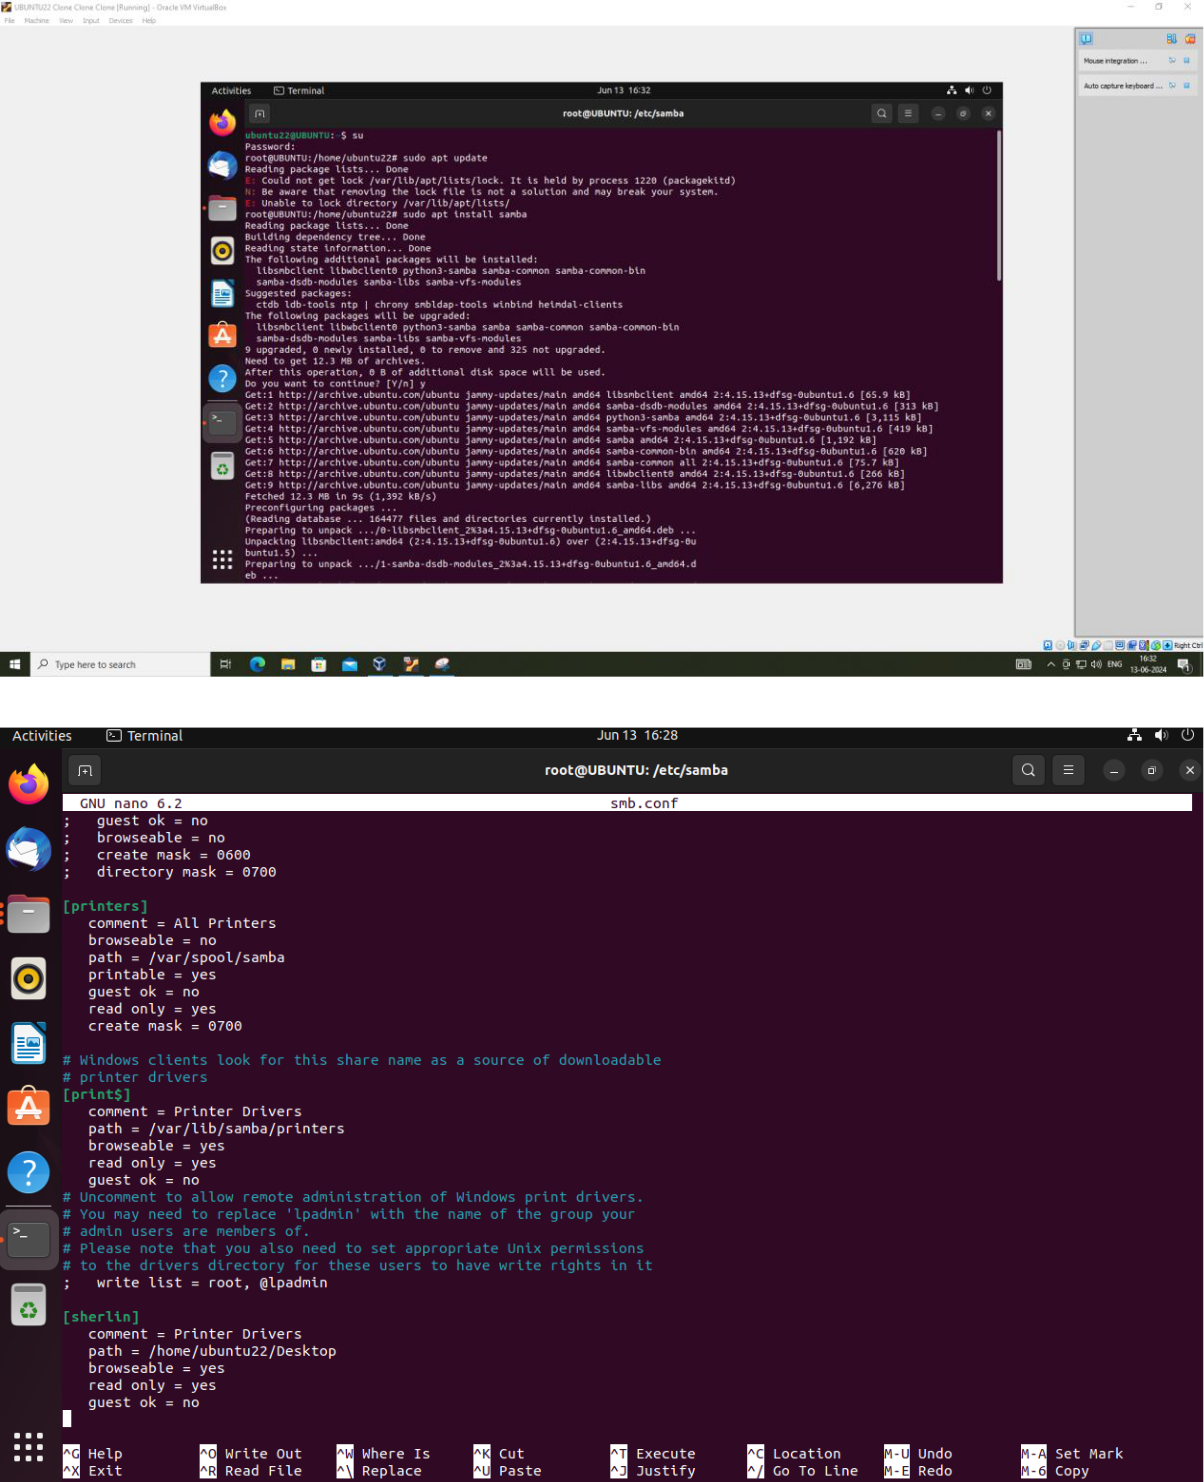 UBUNTU22 Clone Clone Clone [Running] - Oracle VM VirtualBox
File Machine View Input Devices Help
Mouse integration ...
Auto capture keyboard ...
Activities Terminal Jun 13 16:32
root@UBUNTU: /etc/samba
ubuntu22@UBUNTU:~$ su
Password:
root@UBUNTU:/home/ubuntu22# sudo apt update
Reading package lists... Done
E: Could not get lock /var/lib/apt/lists/lock. It is held by process 1220 (packagekitd)
N: Be aware that removing the lock file is not a solution and may break your system.
E: Unable to lock directory /var/lib/apt/lists/
root@UBUNTU:/home/ubuntu22# sudo apt install samba
Reading package lists... Done
Building dependency tree... Done
Reading state information... Done
The following additional packages will be installed:
libsmbclient libwbclient0 python3-samba samba-common samba-common-bin
samba-dsdb-modules samba-libs samba-vfs-modules
Suggested packages:
ctdb ldb-tools ntp | chrony smbldap-tools winbind heimdal-clients
The following packages will be upgraded:
libsmbclient libwbclient0 python3-samba samba samba-common samba-common-bin
samba-dsdb-modules samba-libs samba-vfs-modules
9 upgraded, 0 newly installed, 0 to remove and 325 not upgraded.
Need to get 12.3 MB of archives.
After this operation, 0 B of additional disk space will be used.
Do you want to continue? [Y/n] y
Get:1 http://archive.ubuntu.com/ubuntu jammy-updates/main amd64 libsmbclient amd64 2:4.15.13+dfsg-0ubuntu1.6 [65.9 kB]
Get:2 http://archive.ubuntu.com/ubuntu jammy-updates/main amd64 samba-dsdb-modules amd64 2:4.15.13+dfsg-0ubuntu1.6 [313 kB]
Get:3 http://archive.ubuntu.com/ubuntu jammy-updates/main amd64 python3-samba amd64 2:4.15.13+dfsg-0ubuntu1.6 [3,115 kB]
Get:4 http://archive.ubuntu.com/ubuntu jammy-updates/main amd64 samba-vfs-modules amd64 2:4.15.13+dfsg-0ubuntu1.6 [419 kB]
Get:5 http://archive.ubuntu.com/ubuntu jammy-updates/main amd64 samba amd64 2:4.15.13+dfsg-0ubuntu1.6 [1,192 kB]
Get:6 http://archive.ubuntu.com/ubuntu jammy-updates/main amd64 samba-common-bin amd64 2:4.15.13+dfsg-0ubuntu1.6 [620 kB]
Get:7 http://archive.ubuntu.com/ubuntu jammy-updates/main amd64 samba-common all 2:4.15.13+dfsg-0ubuntu1.6 [75.7 kB]
Get:8 http://archive.ubuntu.com/ubuntu jammy-updates/main amd64 libwbclient0 amd64 2:4.15.13+dfsg-0ubuntu1.6 [266 kB]
Get:9 http://archive.ubuntu.com/ubuntu jammy-updates/main amd64 samba-libs amd64 2:4.15.13+dfsg-0ubuntu1.6 [6,276 kB]
Fetched 12.3 MB in 9s (1,392 kB/s)
Preconfiguring packages ...
(Reading database ... 164477 files and directories currently installed.)
Preparing to unpack .../0-libsmbclient_2%3a4.15.13+dfsg-0ubuntu1.6_amd64.deb ...
Unpacking libsmbclient:amd64 (2:4.15.13+dfsg-0ubuntu1.6) over (2:4.15.13+dfsg-0u
buntu1.5) ...
Preparing to unpack .../1-samba-dsdb-modules_2%3a4.15.13+dfsg-0ubuntu1.6_amd64.d
eb ...
Right Ctrl
Type here to search
ENG 16:32
13-06-2024
Activities Terminal Jun 13 16:28
root@UBUNTU: /etc/samba
GNU nano 6.2 smb.conf
; guest ok = no
; browseable = no
; create mask = 0600
; directory mask = 0700
[printers]
comment = All Printers
browseable = no
path = /var/spool/samba
printable = yes
guest ok = no
read only = yes
create mask = 0700
# Windows clients look for this share name as a source of downloadable
# printer drivers
[print$]
comment = Printer Drivers
path = /var/lib/samba/printers
browseable = yes
read only = yes
guest ok = no
# Uncomment to allow remote administration of Windows print drivers.
# You may need to replace 'lpadmin' with the name of the group your
# admin users are members of.
# Please note that you also need to set appropriate Unix permissions
# to the drivers directory for these users to have write rights in it
; write list = root, @lpadmin
[sherlin]
comment = Printer Drivers
path = /home/ubuntu22/Desktop
browseable = yes
read only = yes
guest ok = no
^G Help ^O Write Out ^W Where Is ^K Cut ^T Execute ^C Location M-U Undo M-A Set Mark
^X Exit ^R Read File ^\ Replace ^U Paste ^J Justify ^/ Go To Line M-E Redo M-6 Copy